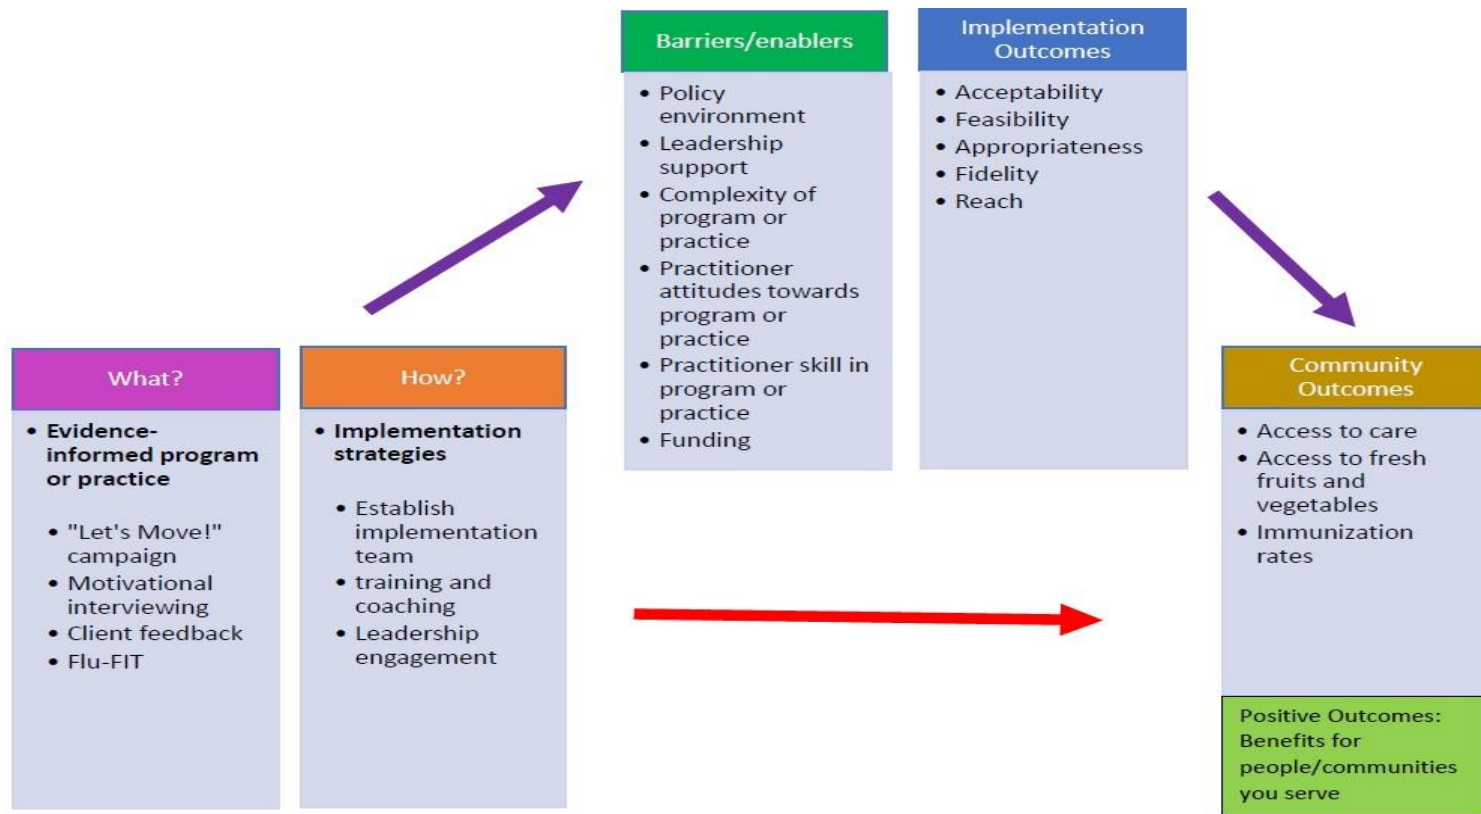 What?
• Evidence-
informed program
or practice
• "Let's Move!"
campaign
• Motivational
interviewing
• Client feedback
• Flu-FIT
How?
• Implementation
strategies
• Establish
implementation
team
• training and
coaching
• Leadership
engagement
Barriers/enablers
• Policy
environment
• Leadership
support
• Complexity of
program or
practice
• Practitioner
attitudes towards
program or
practice
• Practitioner skill in
program or
practice
• Funding
Implementation
Outcomes
• Acceptability
• Feasibility
• Appropriateness
• Fidelity
• Reach
Community
Outcomes
• Access to care
• Access to fresh
fruits and
vegetables
• Immunization
rates
Positive Outcomes:
Benefits for
people/communities
you serve